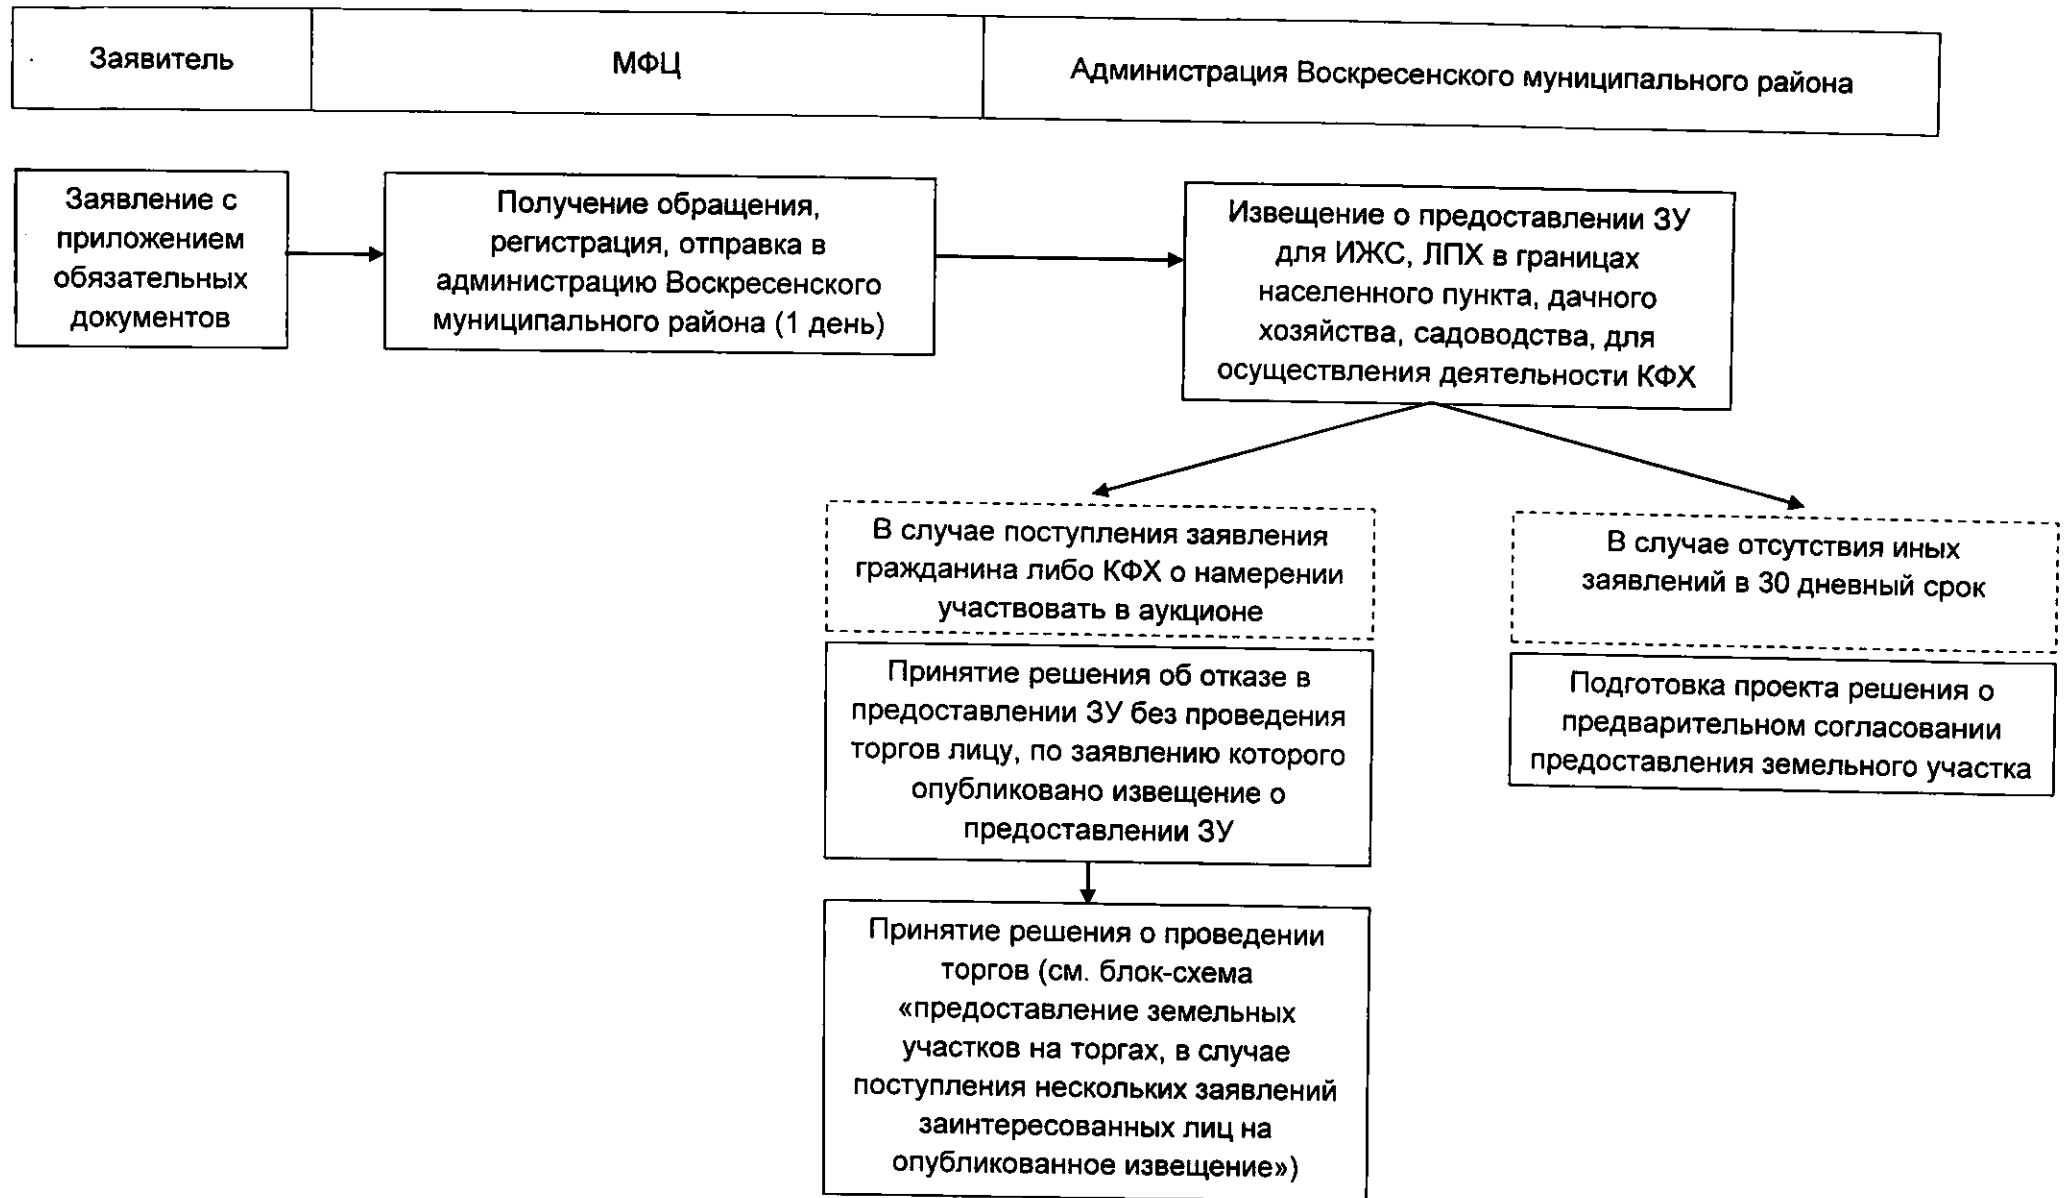 Заявитель
МФЦ
Администрация Воскресенского муниципального района
Заявление с
приложением
обязательных
документов
Получение обращения,
регистрация, отправка в
администрацию Воскресенского
муниципального района (1 день)
Извещение о предоставлении ЗУ
для ИЖС, ЛПХ в границах
населенного пункта, дачного
хозяйства, садоводства, для
осуществления деятельности КФХ
В случае поступления заявления
гражданина либо КФХ о намерении
участвовать в аукционе
В случае отсутствия иных
заявлений в 30 дневный срок
Принятие решения об отказе в
предоставлении ЗУ без проведения
торгов лицу, по заявлению которого
опубликовано извещение о
предоставлении ЗУ
Подготовка проекта решения о
предварительном согласовании
предоставления земельного участка
Принятие решения о проведении
торгов (см. блок-схема
«предоставление земельных
участков на торгах, в случае
поступления нескольких заявлений
заинтересованных лиц на
опубликованное извещение»)